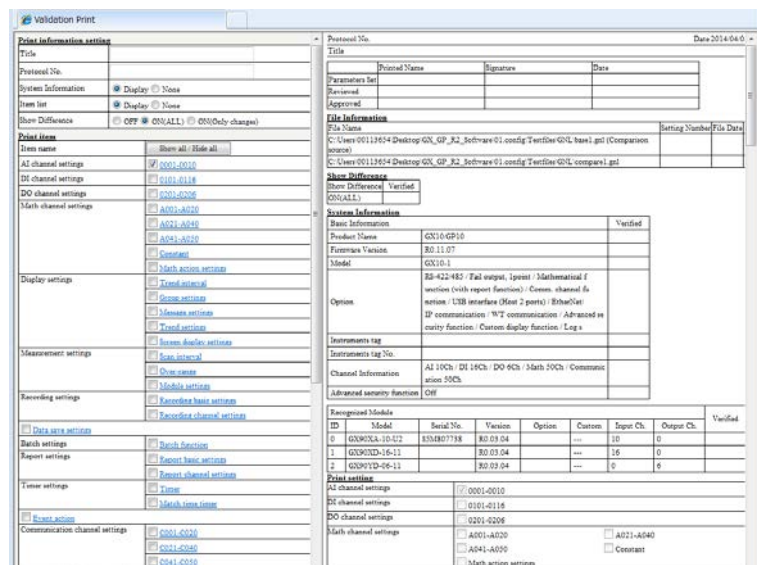 Validation Print
Print information setting
Title
Protocol No.
System Information Display None
Item list Display None
Show Difference OFF ON(ALL) ON(Only changes)
Print item
Item name Show all / Hide all
AI channel settings 0001-0010
DI channel settings 0101-0116
DO channel settings 0201-0206
Math channel settings A001-A020
A021-A040
A041-A050
Constant
Math action settings
Display settings Trend interval
Group settings
Message settings
Trend settings
Screen display settings
Measurement settings Scan interval
Over-range
Module settings
Recording settings Recording basic settings
Recording channel settings
Data save settings
Batch settings Batch function
Report settings Report basic settings
Report channel settings
Timer settings Timer
Match time timer
Event action
Communication channel settings C001-C020
C021-C040
C041-C050
Protocol No. Date 2014/04/0
Title
Printed Name Signature Date
Parameters Set
Reviewed
Approved
File Information
File Name Setting Number File Date
C:\Users\00113654\Desktop\GX_GP_R2_Software\01.config\Testfiles\GNL\base1.gnl (Comparison
source)
C:\Users\00113654\Desktop\GX_GP_R2_Software\01.config\Testfiles\GNL\compare1.gnl
Show Difference
Show Difference Verified
ON(ALL)
System Information
Basic Information Verified
Product Name GX10/GP10
Firmware Version R0.11.07
Model GX10-1
Option RS-422/485 / Fail output, 1point / Mathematical f
unction (with report function) / Comm. channel fu
nction / USB interface (Host 2 ports) / EtherNet/
IP communication / WT communication / Advanced se
curity function / Custom display function / Log s
Instruments tag
Instruments tag No.
Channel Information AI 10Ch / DI 16Ch / DO 6Ch / Math 50Ch / Communic
ation 50Ch
Advanced security function Off
Recognized Module Verified
ID Model Serial No. Version Option Custom Input Ch. Output Ch.
0 GX90XA-10-U2 S5M807738 R0.03.04 --- 10 0
1 GX90XD-16-11 R0.03.04 --- 16 0
2 GX90YD-06-11 R0.03.04 --- 0 6
Print setting
AI channel settings 0001-0010
DI channel settings 0101-0116
DO channel settings 0201-0206
Math channel settings A001-A020 A021-A040
A041-A050 Constant
Math action settings